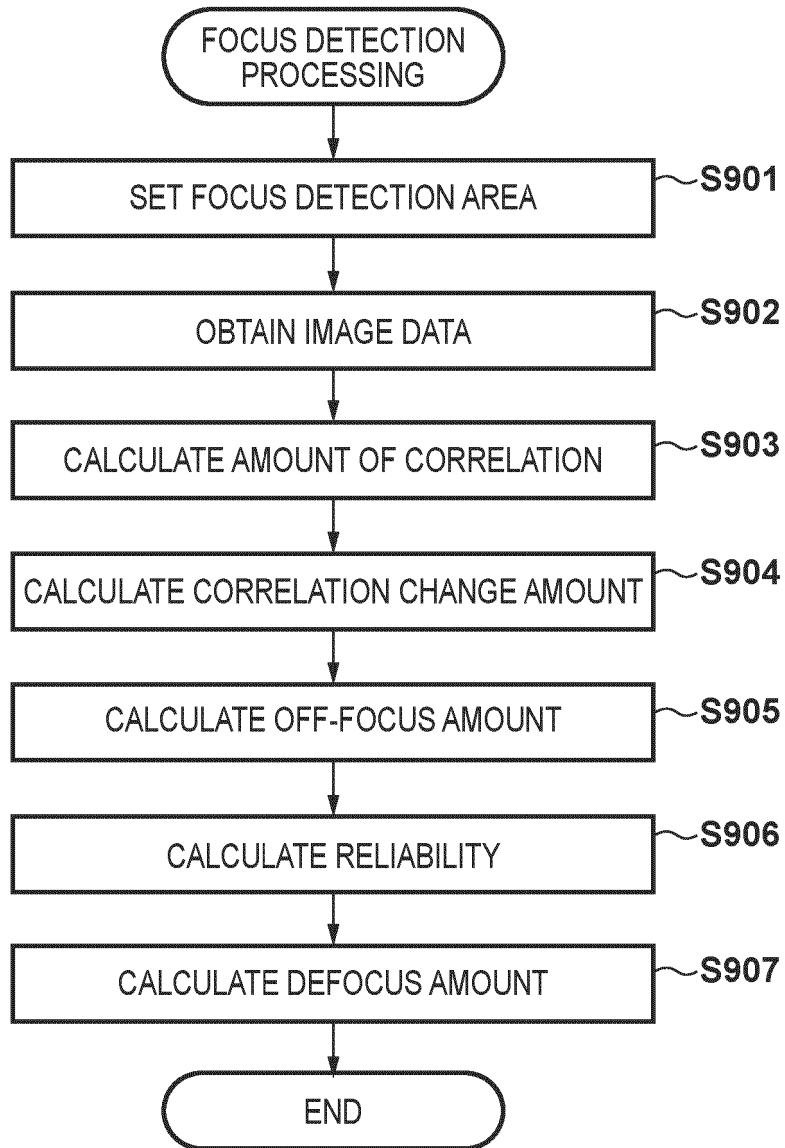 FOCUS DETECTION
PROCESSING
SET FOCUS DETECTION AREA
S901
OBTAIN IMAGE DATA
S902
CALCULATE AMOUNT OF CORRELATION
S903
CALCULATE CORRELATION CHANGE AMOUNT
S904
CALCULATE OFF-FOCUS AMOUNT
S905
CALCULATE RELIABILITY
S906
CALCULATE DEFOCUS AMOUNT
S907
END